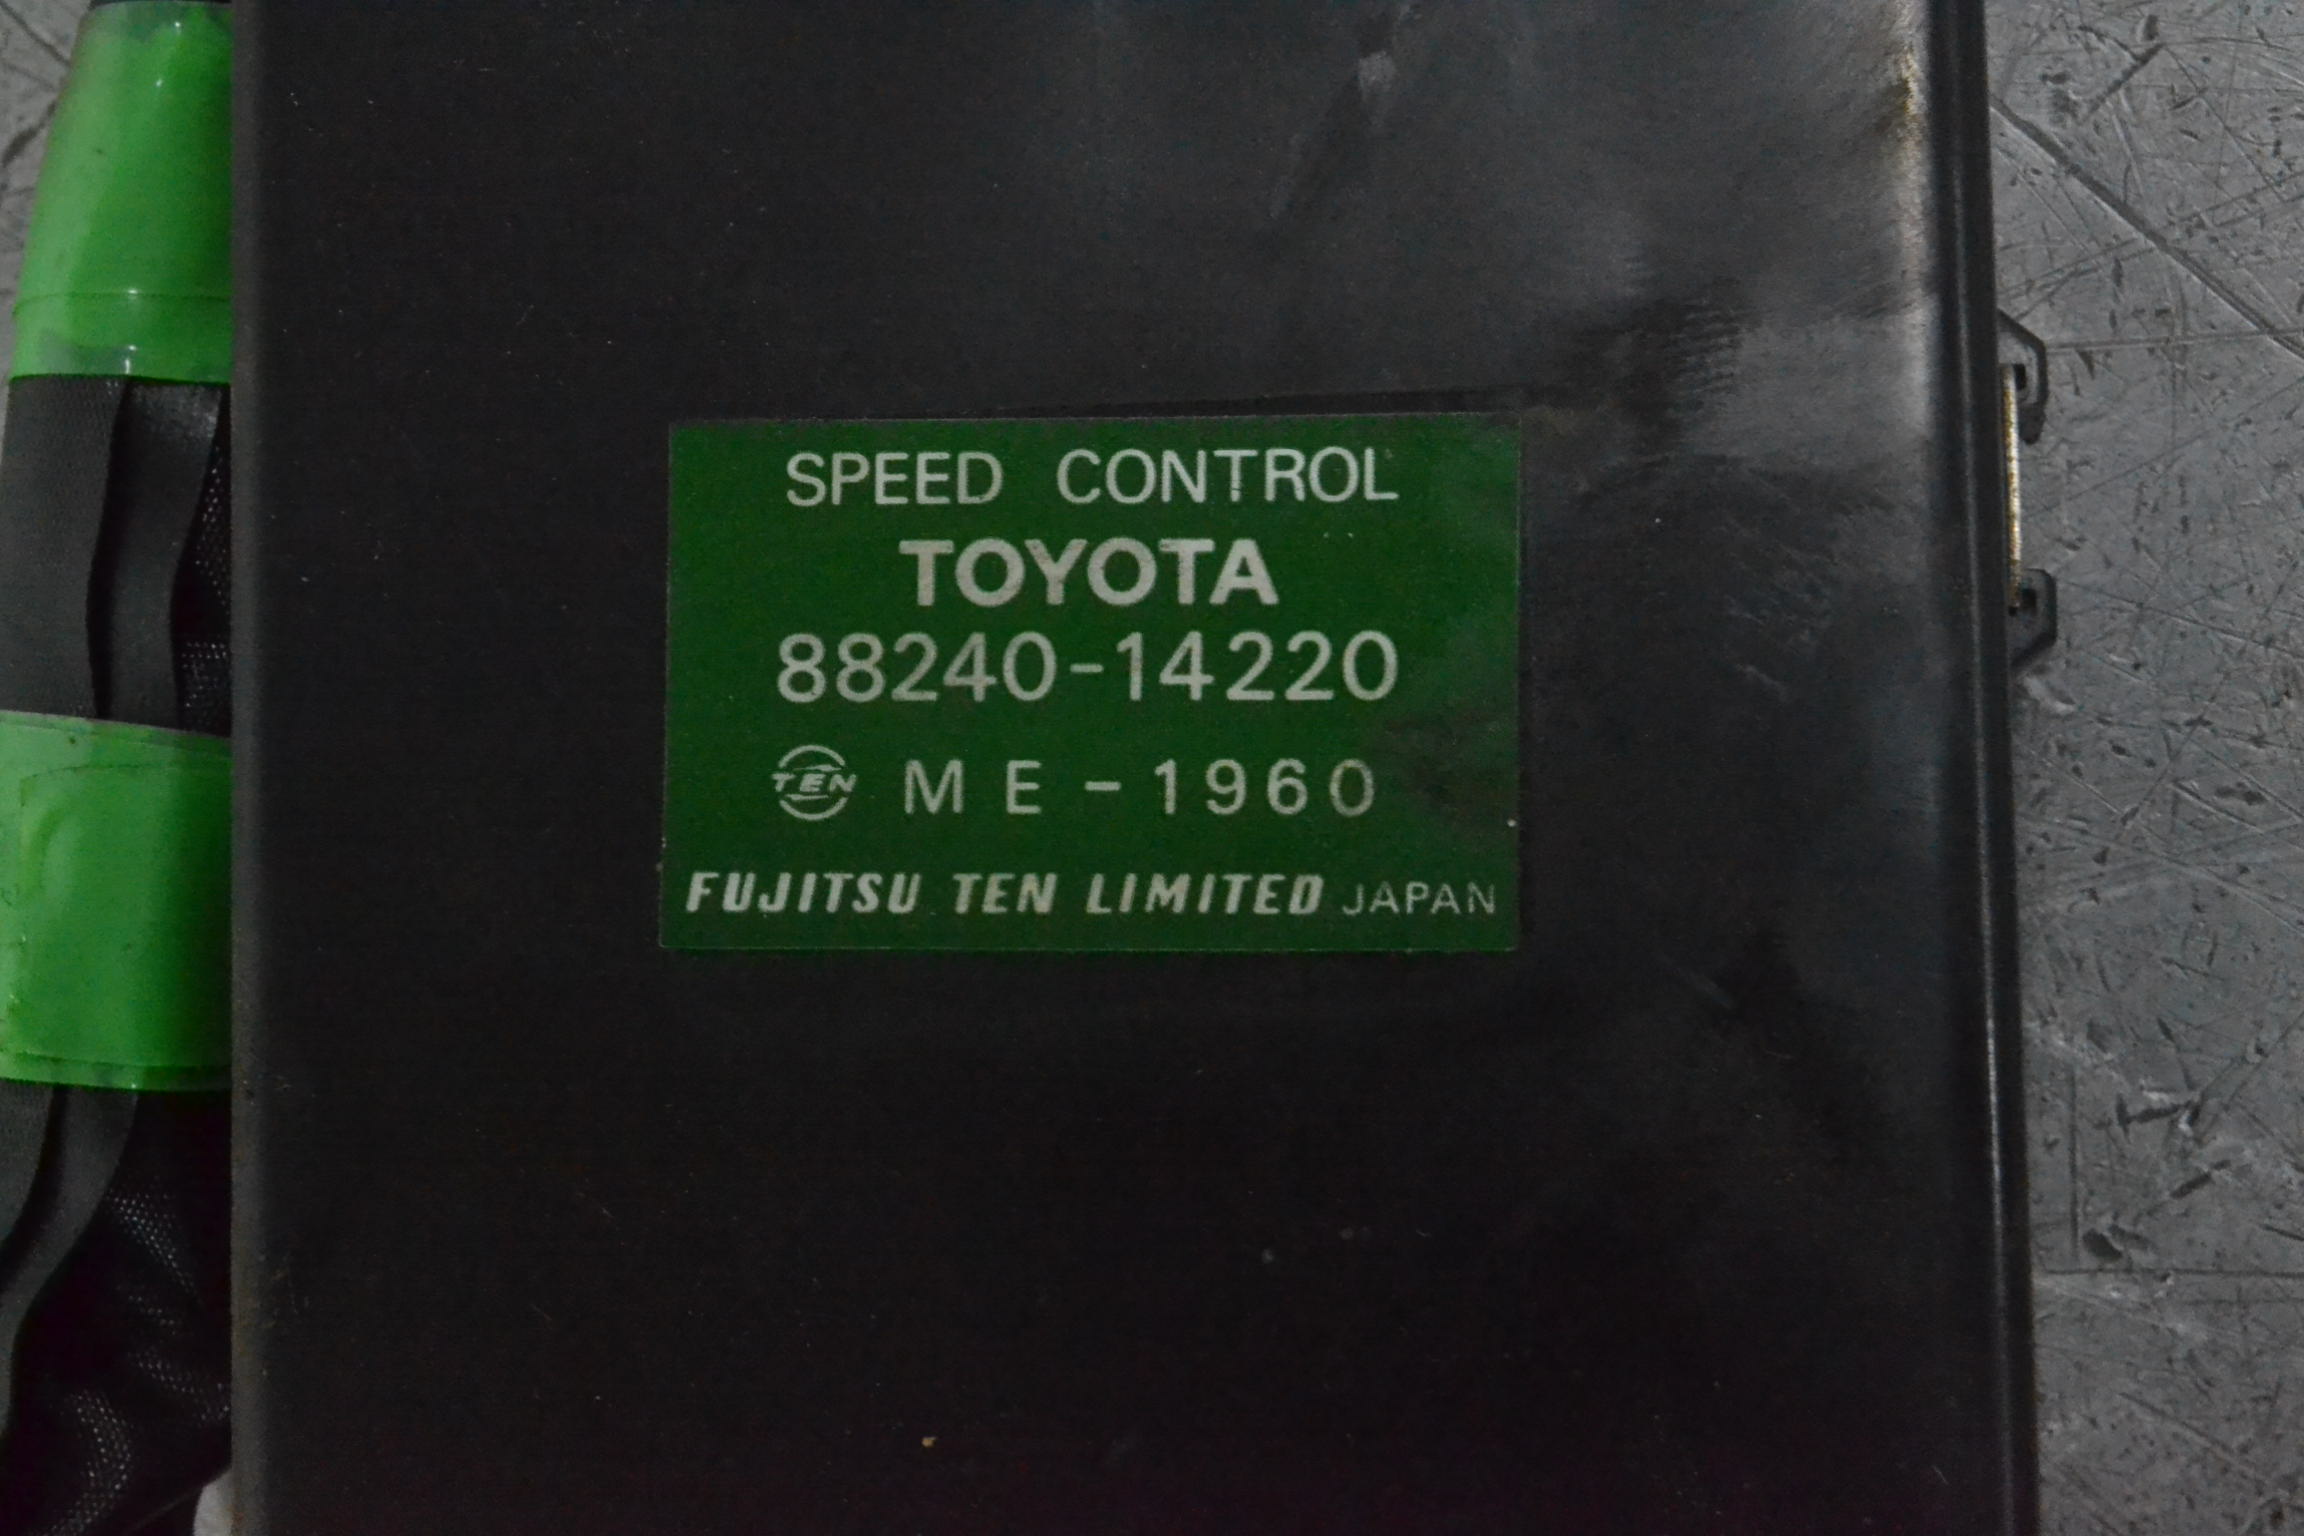 SPEED CONTROL
TOYOTA
88240-14220
TEN ME-1960
FUJITSU TEN LIMITED JAPAN